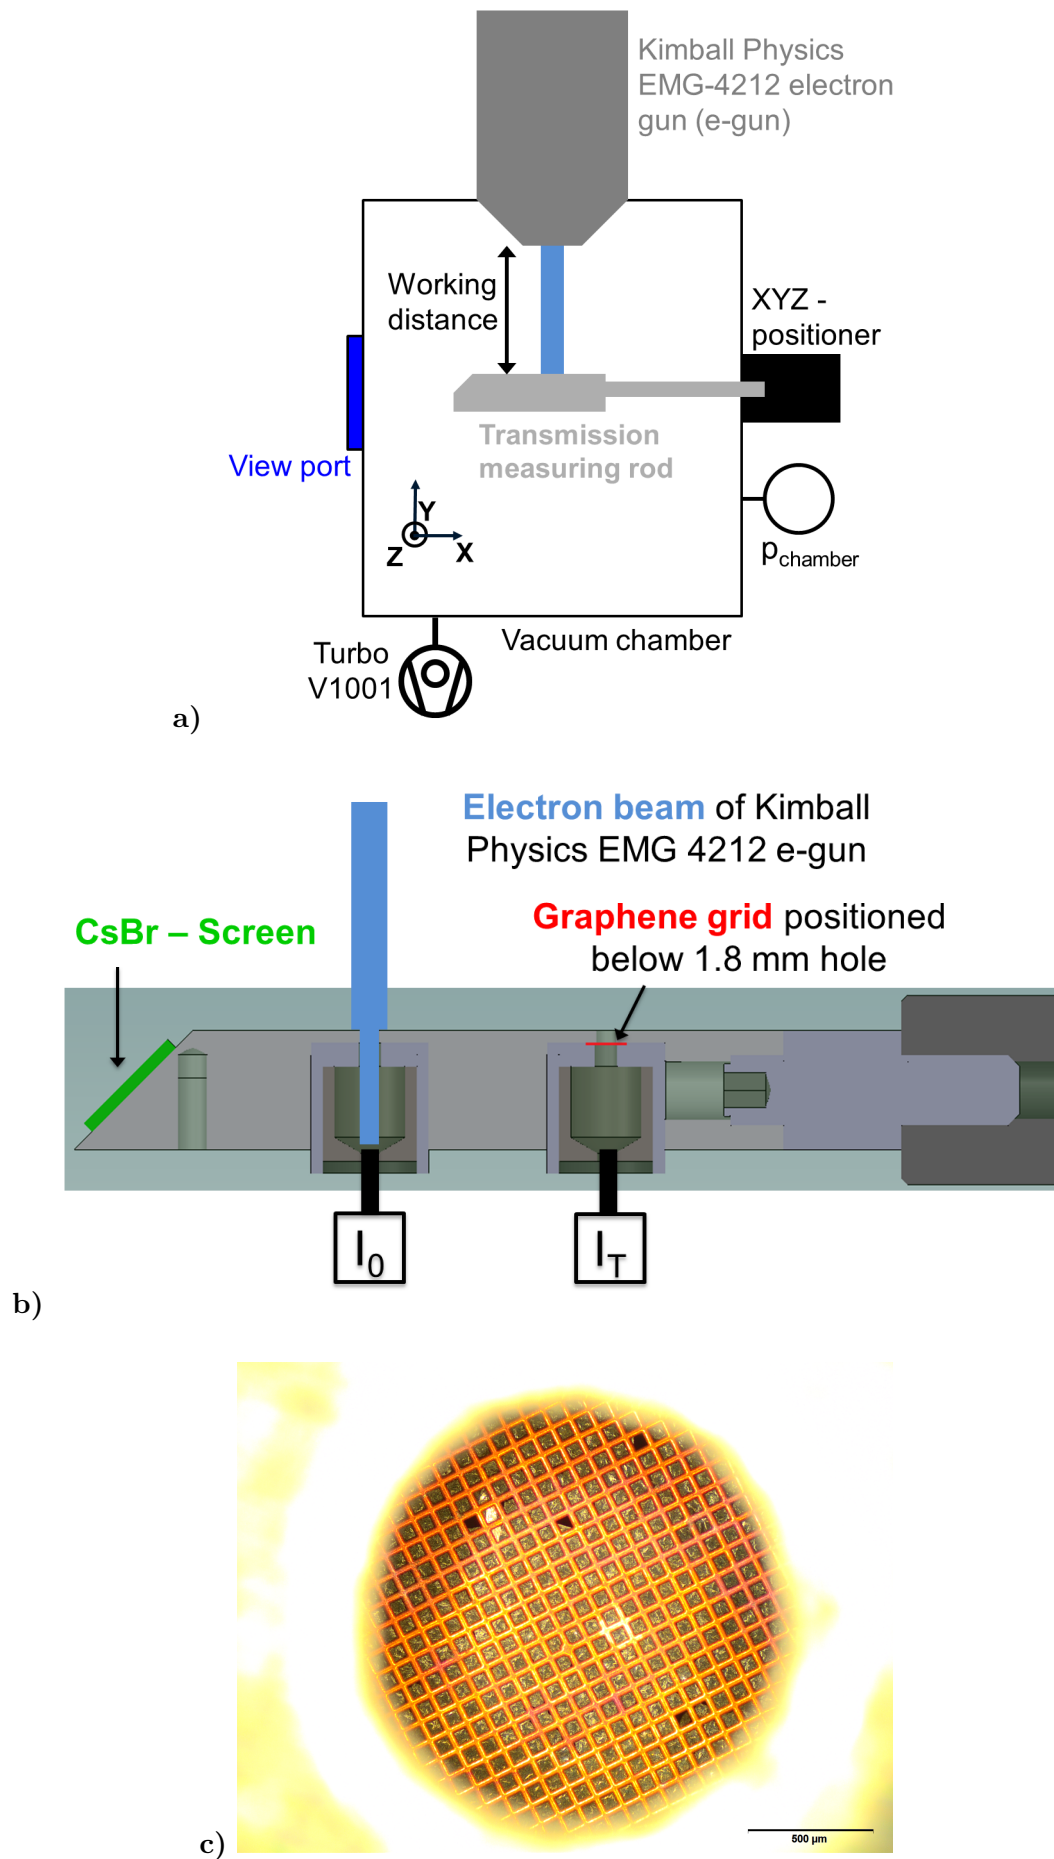 Kimball Physics
EMG-4212 electron
gun (e-gun)
Working
distance
XYZ -
positioner
Transmission
measuring rod
View port
Y
Z
X
pchamber
Vacuum chamber
Turbo
V1001
a)
Electron beam of Kimball
Physics EMG 4212 e-gun
CsBr – Screen
Graphene grid positioned
below 1.8 mm hole
I0
IT
b)
500 µm
c)